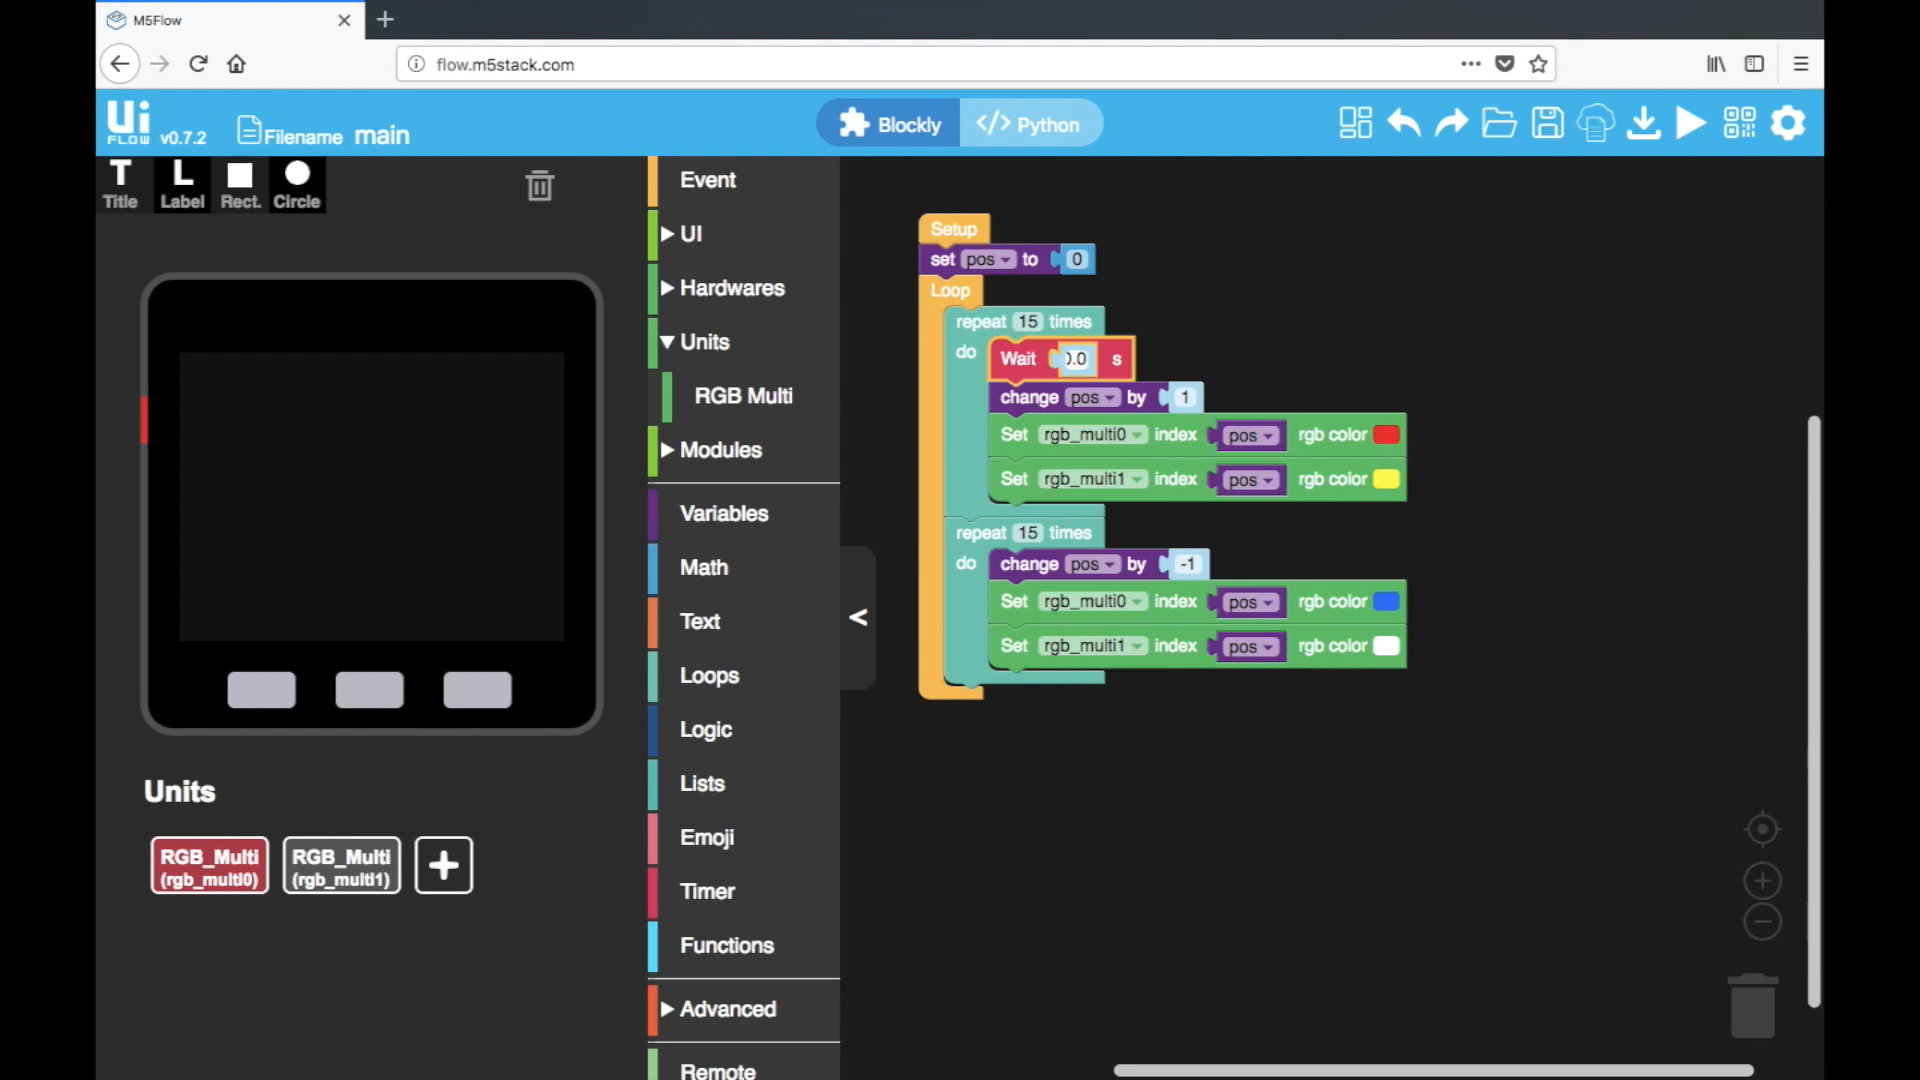 M5Flow
flow.m5stack.com
Ui
FLOW v0.7.2
Filename main
Blockly
</> Python
T L
Title Label Rect. Circle
Event
UI
Hardwares
Units
RGB Multi
Modules
Variables
Math
Text
Loops
Logic
Lists
Emoji
Timer
Functions
Advanced
Remote
<
Setup
set pos to 0
Loop
repeat 15 times
do
Wait 0.0 s
change pos by 1
Set rgb_multi0 index pos rgb color
Set rgb_multi1 index pos rgb color
repeat 15 times
do
change pos by -1
Set rgb_multi0 index pos rgb color
Set rgb_multi1 index pos rgb color
Units
RGB_Multi
(rgb_multi0)
RGB_Multi
(rgb_multi1)